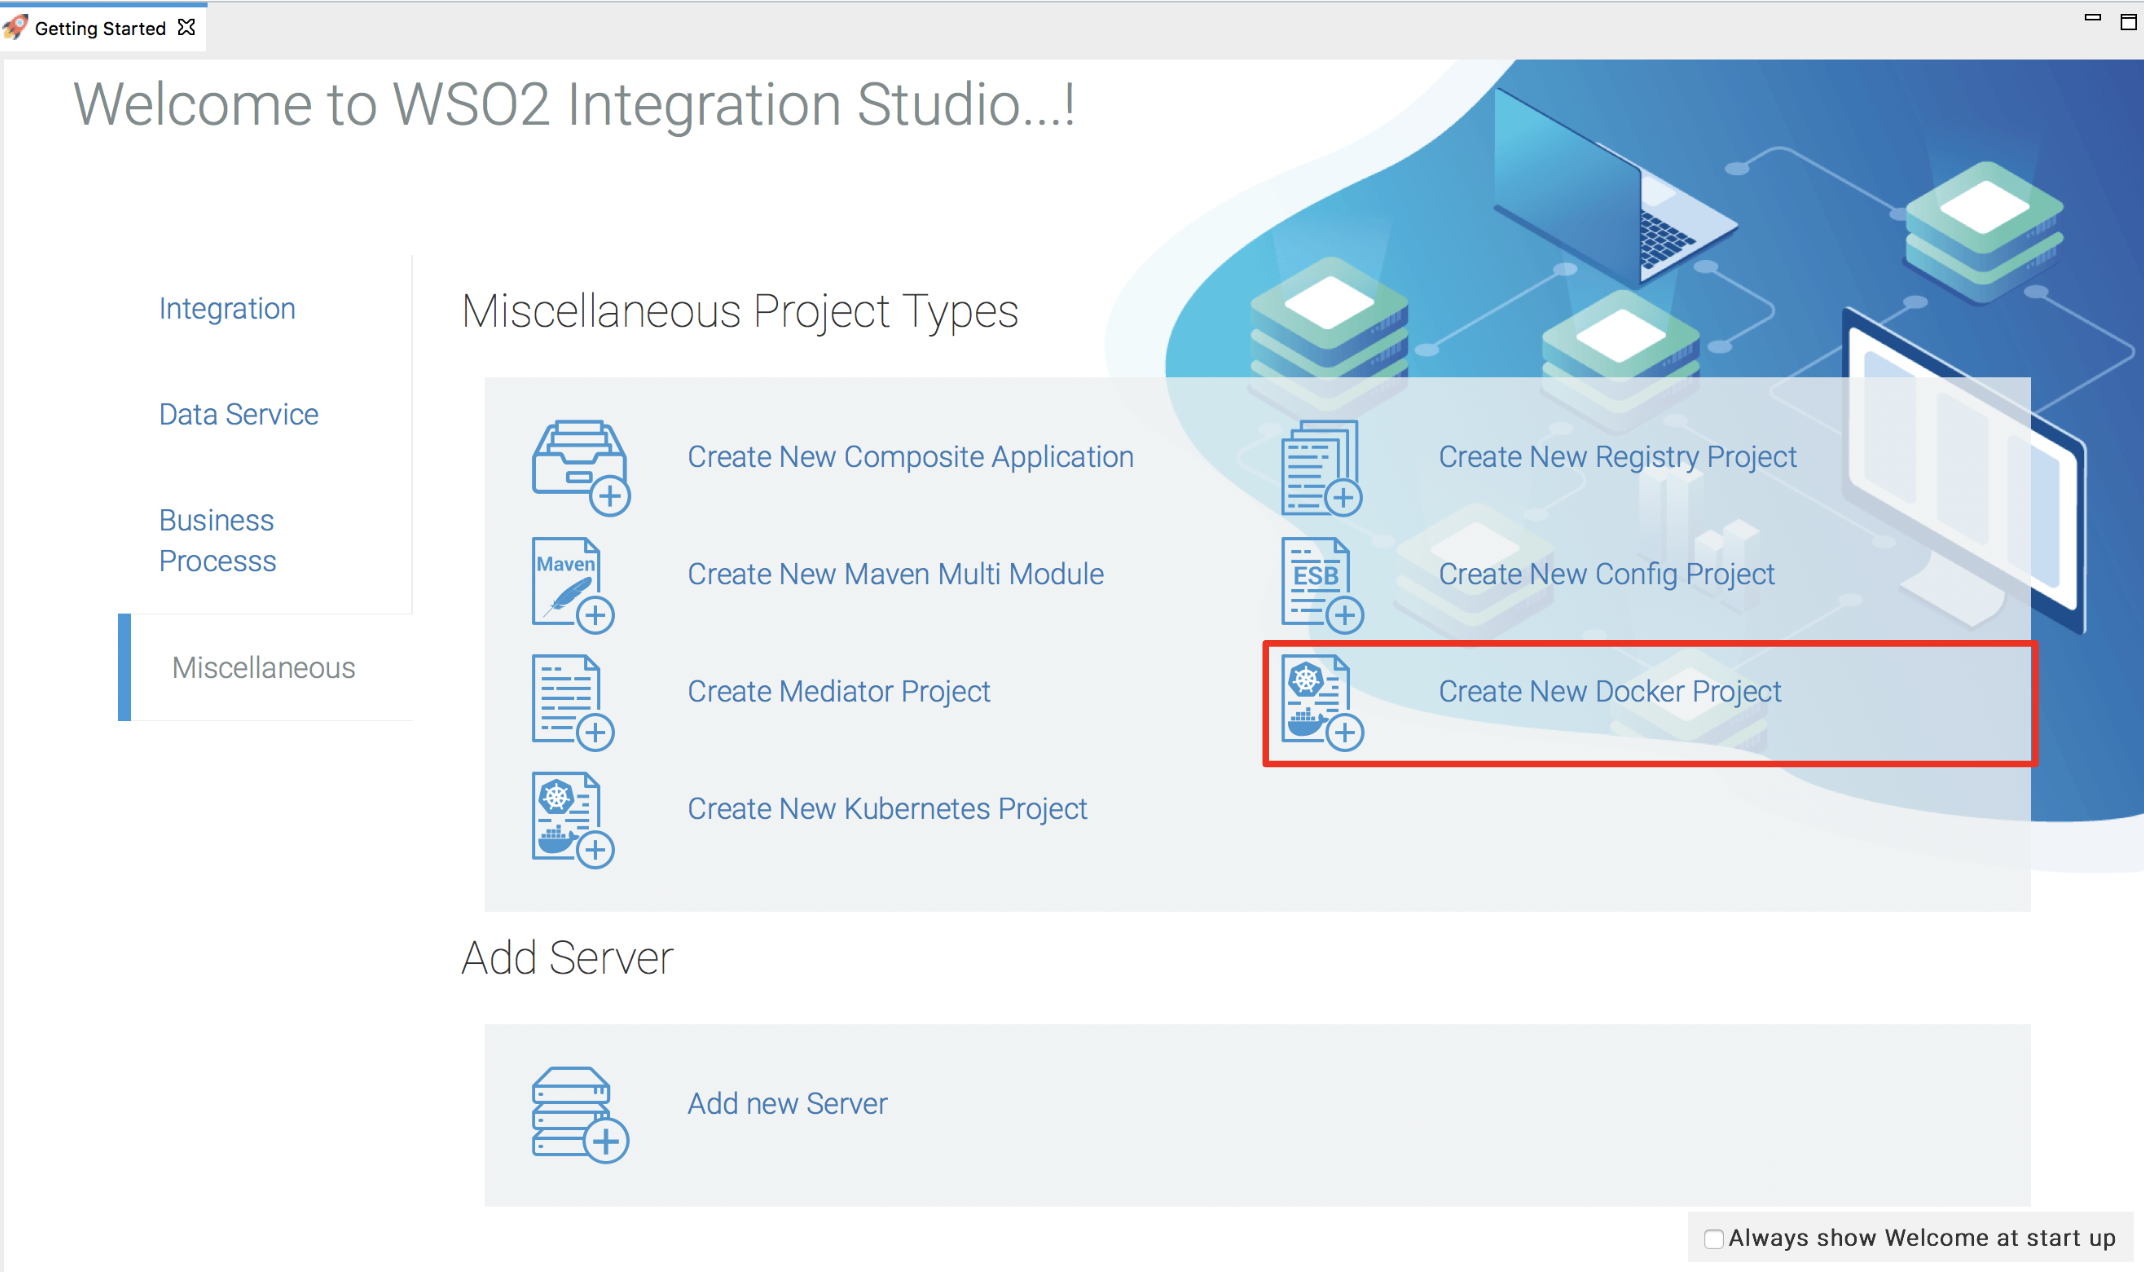 Getting Started
Welcome to WSO2 Integration Studio...!
Integration
Data Service
Business
Processs
Miscellaneous
Miscellaneous Project Types
Create New Composite Application
Create New Registry Project
Maven
Create New Maven Multi Module
ESB
Create New Config Project
Create Mediator Project
Create New Docker Project
Create New Kubernetes Project
Add Server
Add new Server
Always show Welcome at start up